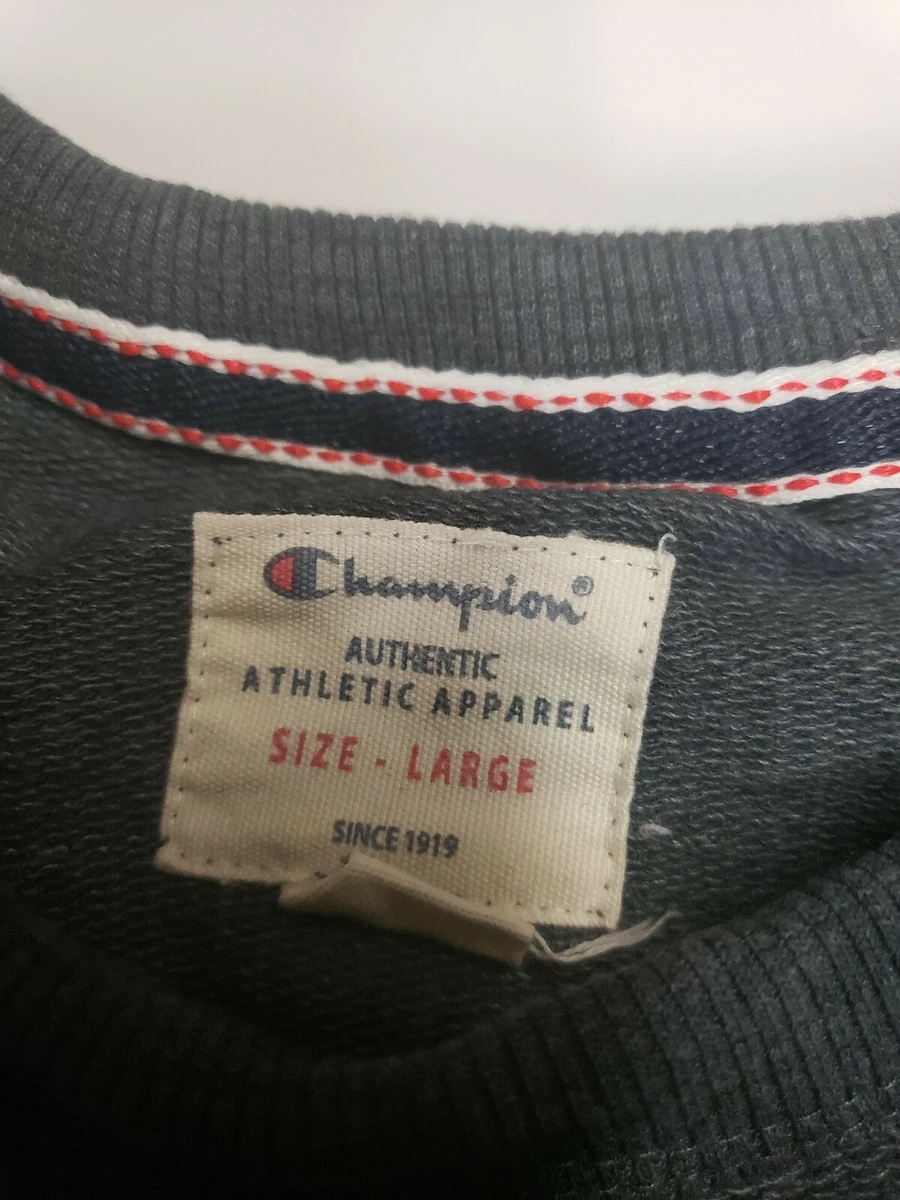 Champion®
AUTHENTIC
ATHLETIC APPAREL
SIZE - LARGE
SINCE 1919